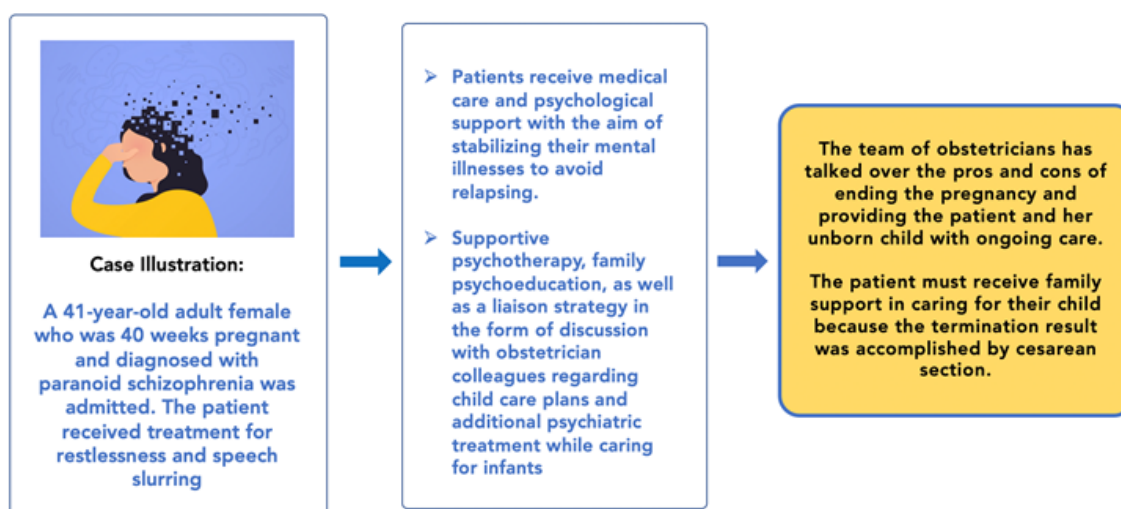 Case Illustration:
A 41-year-old adult female
who was 40 weeks pregnant
and diagnosed with
paranoid schizophrenia was
admitted. The patient
received treatment for
restlessness and speech
slurring
➢ Patients receive medical
care and psychological
support with the aim of
stabilizing their mental
illnesses to avoid
relapsing.
➢ Supportive
psychotherapy, family
psychoeducation, as well
as a liaison strategy in
the form of discussion
with obstetrician
colleagues regarding
child care plans and
additional psychiatric
treatment while caring
for infants
The team of obstetricians has
talked over the pros and cons of
ending the pregnancy and
providing the patient and her
unborn child with ongoing care.
The patient must receive family
support in caring for their child
because the termination result
was accomplished by cesarean
section.